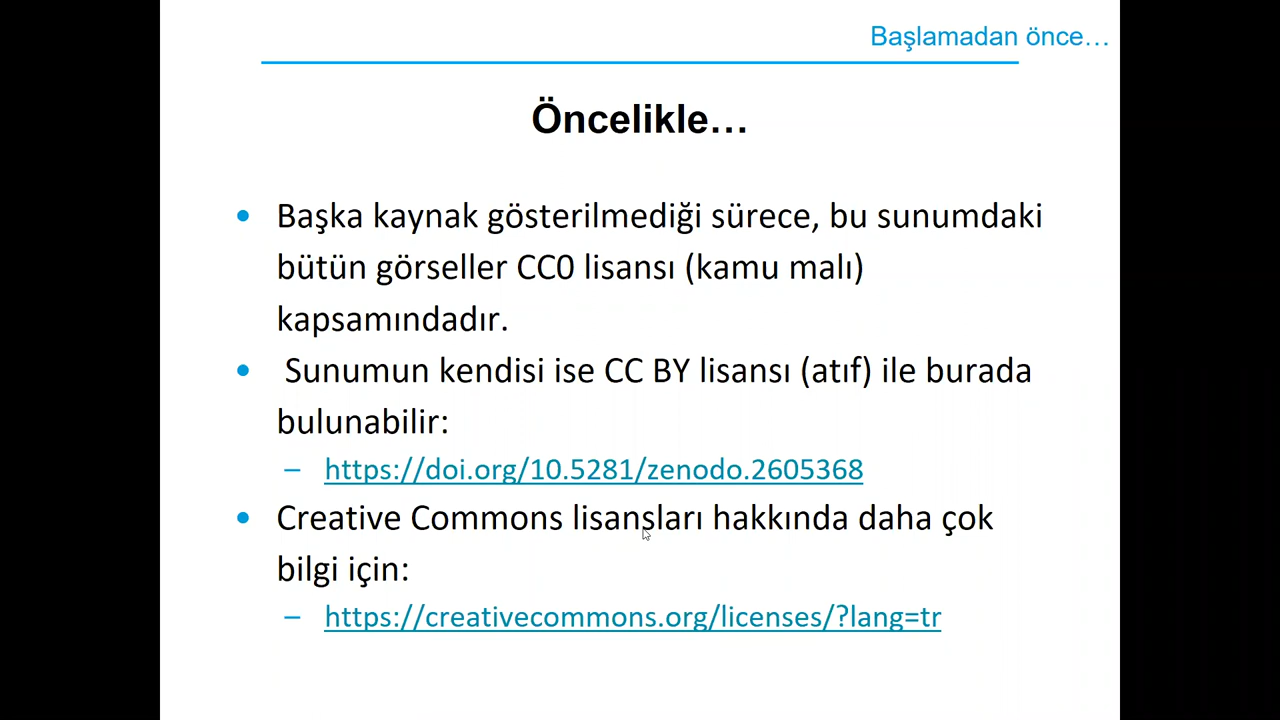 Başlamadan önce…
Öncelikle…
• Başka kaynak gösterilmediği sürece, bu sunumdaki
bütün görseller CC0 lisansı (kamu malı)
kapsamındadır.
• Sunumun kendisi ise CC BY lisansı (atıf) ile burada
bulunabilir:
– https://doi.org/10.5281/zenodo.2605368
• Creative Commons lisansları hakkında daha çok
bilgi için:
– https://creativecommons.org/licenses/?lang=tr